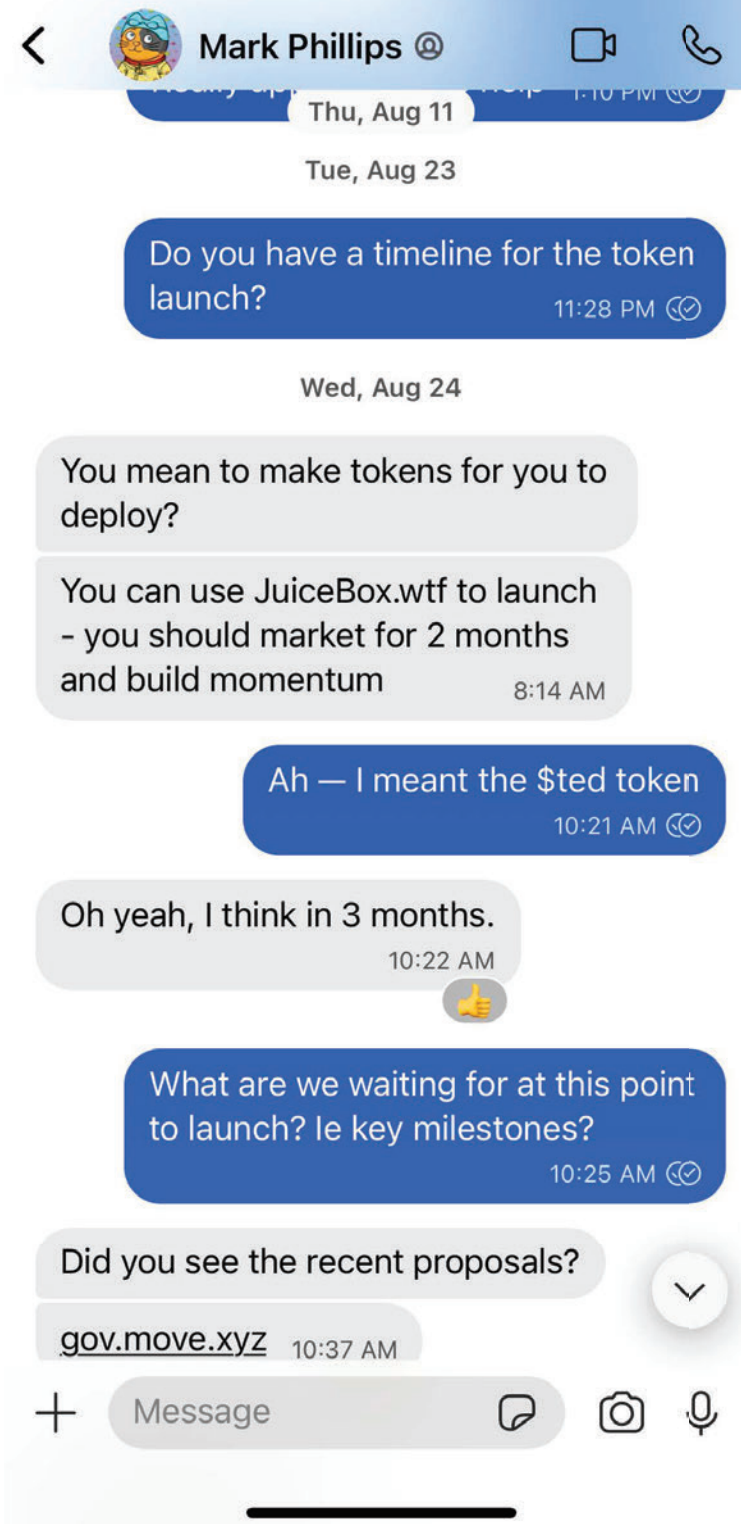 Mark Phillips
1:10 PM
Thu, Aug 11
Tue, Aug 23
Do you have a timeline for the token
launch?
11:28 PM
Wed, Aug 24
You mean to make tokens for you to
deploy?
You can use JuiceBox.wtf to launch
- you should market for 2 months
and build momentum
8:14 AM
Ah — I meant the $ted token
10:21 AM
Oh yeah, I think in 3 months.
10:22 AM
What are we waiting for at this point
to launch? Ie key milestones?
10:25 AM
Did you see the recent proposals?
gov.move.xyz 10:37 AM
Message